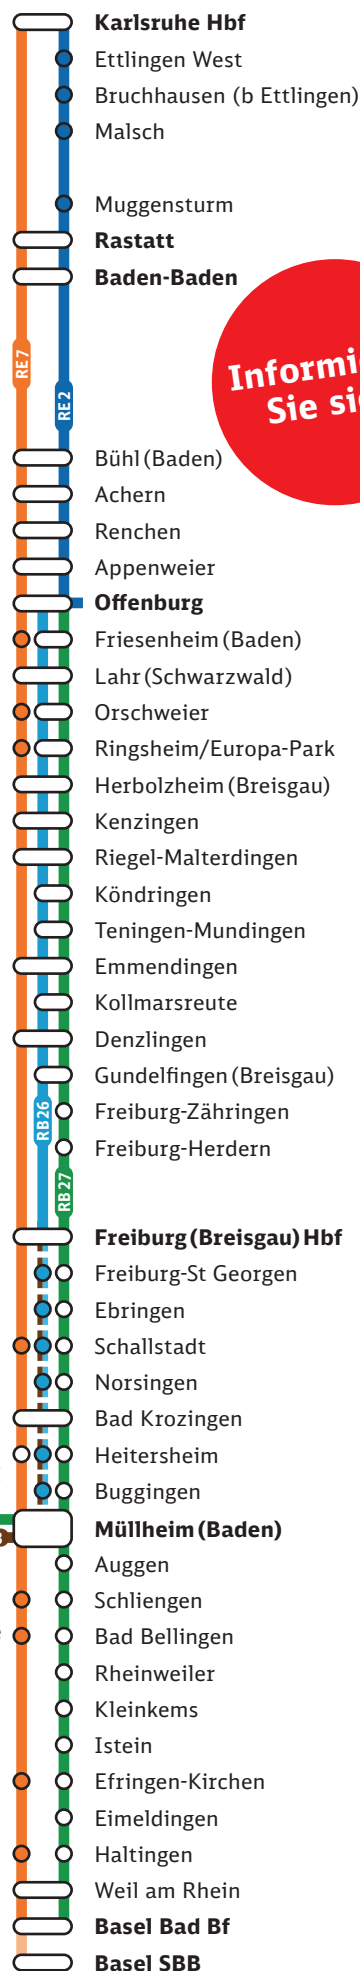 Karlsruhe Hbf
Ettlingen West
Bruchhausen (b Ettlingen)
Malsch
Muggensturm
Rastatt
Baden-Baden
RE 7
RE 2
Sie
Bühl (Baden)
Achern
Renchen
Appenweier
Offenburg
Friesenheim (Baden)
Lahr (Schwarzwald)
Orschweier
Ringsheim/Europa-Park
Herbolzheim (Breisgau)
Kenzingen
Riegel-Malterdingen
Köndringen
Teningen-Mundingen
Emmendingen
Kollmarsreute
Denzlingen
Gundelfingen (Breisgau)
RB 26
Freiburg-Zähringen
Freiburg-Herdern
RB 27
Freiburg (Breisgau) Hbf
Freiburg-St Georgen
Ebringen
Schallstadt
Norsingen
Bad Krozingen
Heitersheim
Buggingen
Müllheim (Baden)
Auggen
Schliengen
Bad Bellingen
Rheinweiler
Kleinkems
Istein
Efringen-Kirchen
Eimeldingen
Haltingen
Weil am Rhein
Basel Bad Bf
Basel SBB